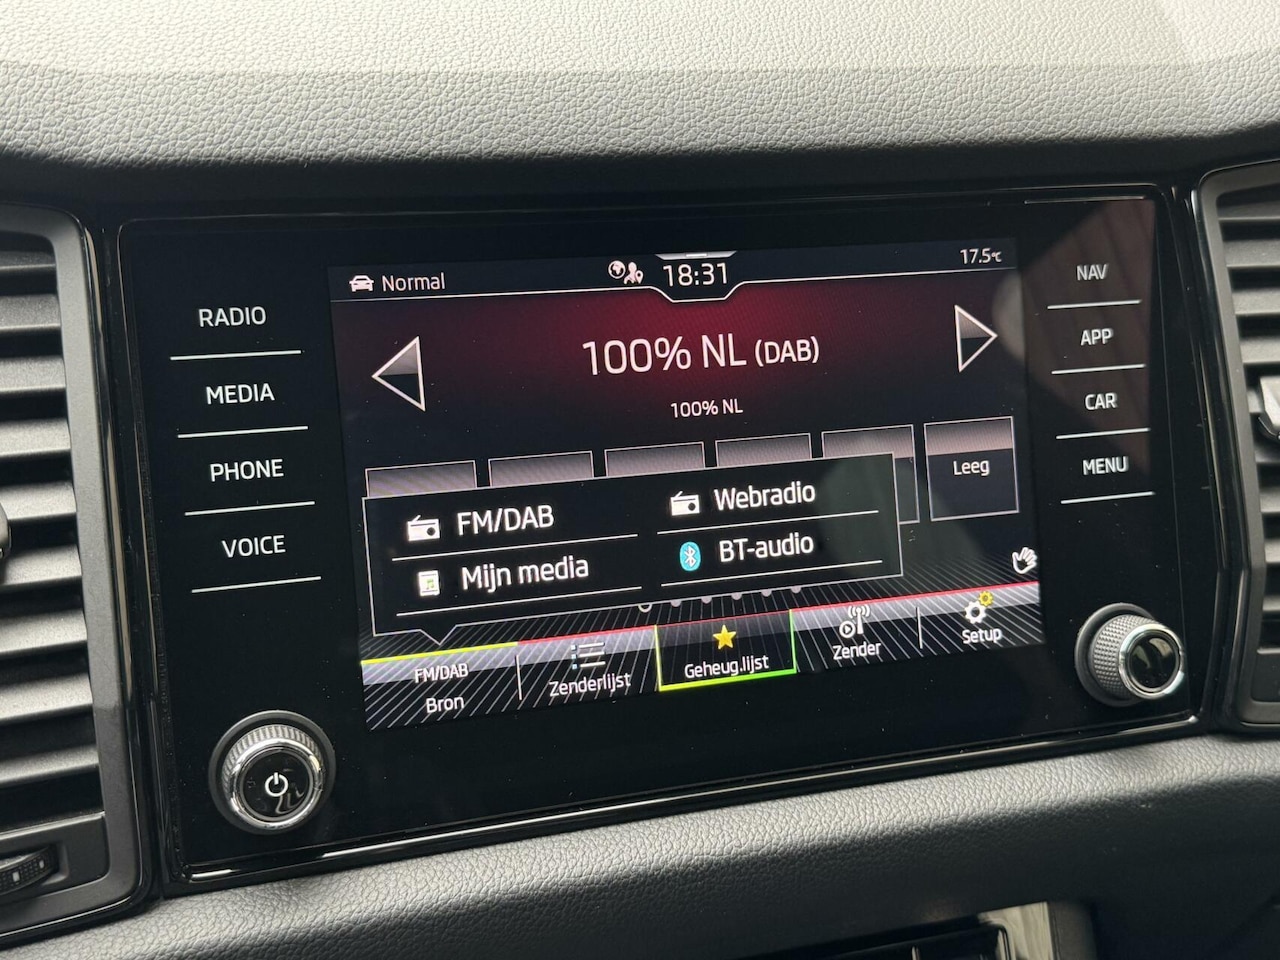 Normal
18:31
17.5°C
RADIO
MEDIA
PHONE
VOICE
100% NL (DAB)
100% NL
Leeg
FM/DAB
Webradio
Mijn media
BT-audio
FM/DAB
Bron
Zenderlijst
Geheug.lijst
Zender
Setup
NAV
APP
CAR
MENU